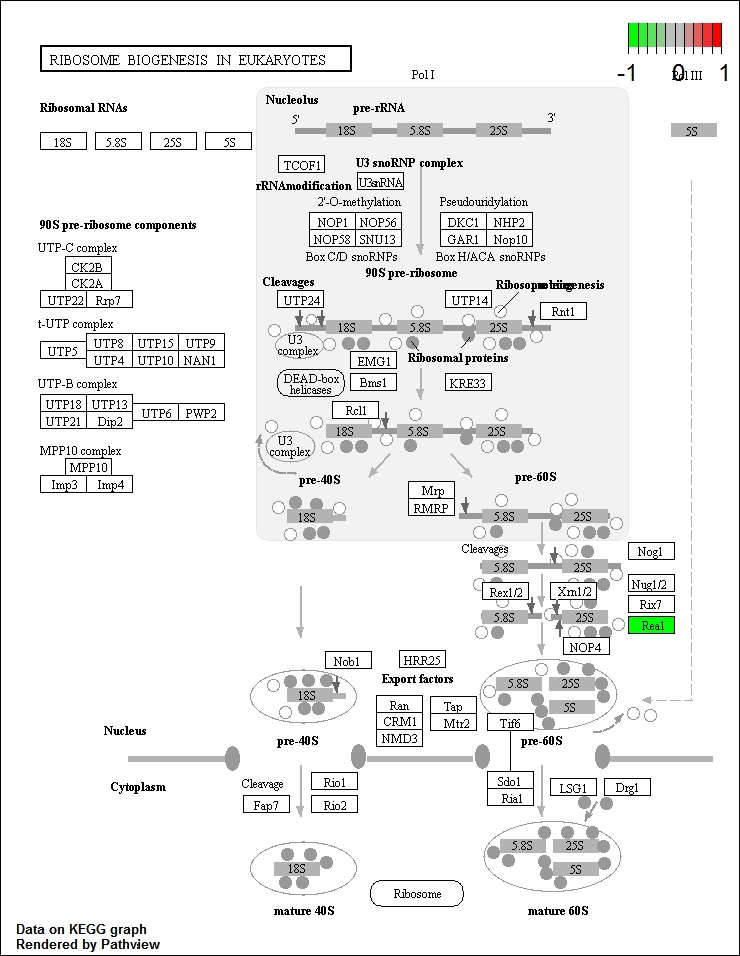 -1 0 1
RIBOSOME BIOGENESIS IN EUKARYOTES
Pol I
Pol III
Ribosomal RNAs
18S 5.8S 25S 5S
Nucleolus
pre-rRNA
5' 3'
18S 5.8S 25S
5S
TCOF1
U3 snoRNP complex
rRNA modification
U3 snRNA
2'-O-methylation
Pseudouridylation
NOP1 NOP56
NOP58 SNU13
DKC1 NHP2
GAR1 Nop10
Box C/D snoRNPs
Box H/ACA snoRNPs
90S pre-ribosome components
UTP-C complex
CK2B
CK2A
UTP22 Rrp7
t-UTP complex
UTP5
UTP8 UTP15 UTP9
UTP4 UTP10 NAN1
UTP-B complex
UTP18 UTP13
UTP21 Dip2
UTP6 PWP2
MPP10 complex
MPP10
Imp3 Imp4
90S pre-ribosome
Cleavages
UTP24
UTP14
Rnt1
18S 5.8S 25S
U3
complex
Ribosomal proteins
EMG1
Bms1
DEAD-box
helicases
KRE33
Rcl1
18S 5.8S 25S
U3
complex
pre-40S
pre-60S
Mrp
RMRP
18S
5.8S 25S
Cleavages
Nog1
5.8S 25S
Nug1/2
Rex1/2
Xrn1/2
Rix7
5.8S 25S
Rea1
NOP4
Nob1
HRR25
Export factors
18S
5.8S 25S
5S
Ran
CRM1
NMD3
Tap
Mtr2
Tif6
Nucleus
pre-40S
pre-60S
Cytoplasm
Cleavage
Fap7
Rio1
Rio2
Sdo1
Ria1
LSG1
Drg1
18S
5.8S 25S
5S
Ribosome
mature 40S
mature 60S
Data on KEGG graph
Rendered by Pathview